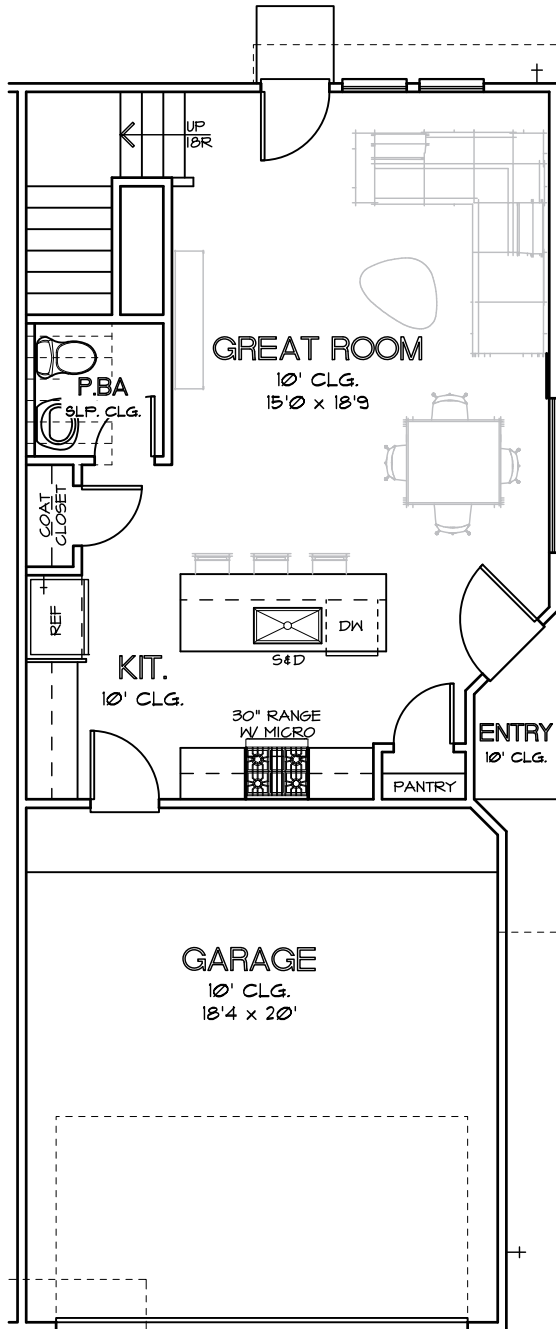 UP
18R
GREAT ROOM
10' CLG.
15'0 x 18'9
P.BA
SLP. CLG.
COAT
CLOSET
REF
DW
S&D
KIT.
10' CLG.
30" RANGE
W/ MICRO
ENTRY
10' CLG.
PANTRY
GARAGE
10' CLG.
18'4 x 20'